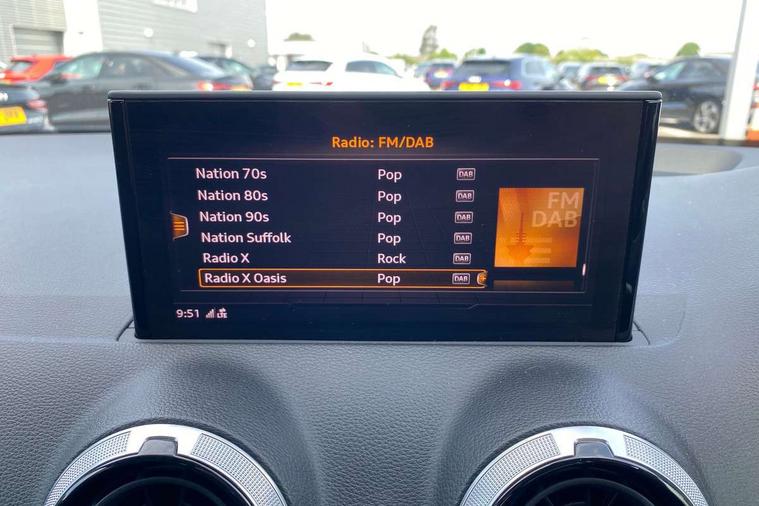 Radio: FM/DAB
Nation 70s Pop DAB
Nation 80s Pop DAB
Nation 90s Pop DAB
Nation Suffolk Pop DAB
Radio X Rock DAB
Radio X Oasis Pop DAB
FM
DAB
9:51 LTE